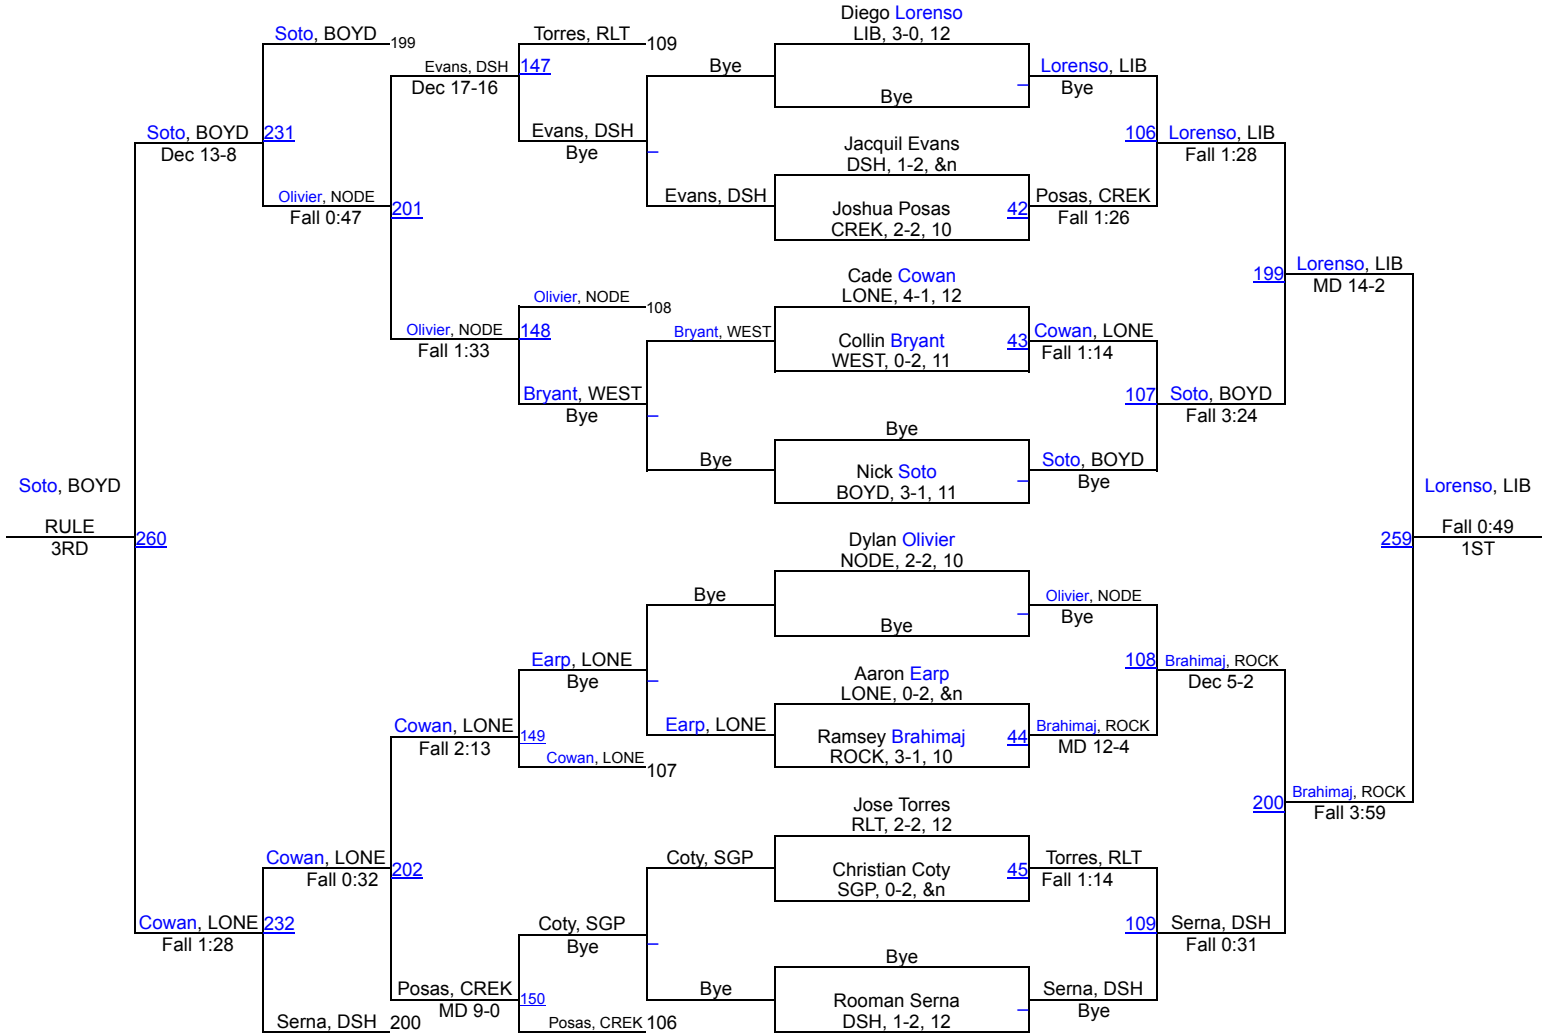 Diego Lorenso
Soto, BOYD 199
Torres, RLT 109
LIB, 3-0, 12
Evans, DSH 147
Bye
Lorenso, LIB
Dec 17-16
Bye
Bye
Soto, BOYD 231
Evans, DSH
106 Lorenso, LIB
Dec 13-8
Bye
Jacquil Evans
Fall 1:28
DSH, 1-2, &n
Olivier, NODE
Evans, DSH
Posas, CREK
Fall 0:47
201
Joshua Posas 42
Fall 1:26
CREK, 2-2, 10
Lorenso, LIB
199
Cade Cowan
MD 14-2
LONE, 4-1, 12
Olivier, NODE 108
Olivier, NODE 148
Bryant, WEST
Cowan, LONE
Fall 1:33
Collin Bryant 43
Fall 1:14
WEST, 0-2, 11
Bryant, WEST
107 Soto, BOYD
Bye
Fall 3:24
Bye
Bye
Soto, BOYD
Nick Soto
Bye
Soto, BOYD
BOYD, 3-1, 11
Lorenso, LIB
RULE
Fall 0:49
3RD
260
Dylan Olivier
259
1ST
NODE, 2-2, 10
Bye
Olivier, NODE
Bye
Bye
Earp, LONE
108 Brahimaj, ROCK
Bye
Aaron Earp
Dec 5-2
LONE, 0-2, &n
Cowan, LONE
Earp, LONE
Brahimaj, ROCK
Fall 2:13
149
Ramsey Brahimaj 44
MD 12-4
Cowan, LONE 107
ROCK, 3-1, 10
Brahimaj, ROCK
200
Jose Torres
Fall 3:59
RLT, 2-2, 12
Cowan, LONE
Coty, SGP
Torres, RLT
Fall 0:32
202
Christian Coty 45
Fall 1:14
SGP, 0-2, &n
Cowan, LONE 232
Coty, SGP
109 Serna, DSH
Fall 1:28
Bye
Fall 0:31
Bye
Posas, CREK
Bye
Serna, DSH
MD 9-0
150
Rooman Serna
Bye
Serna, DSH 200
Posas, CREK 106
DSH, 1-2, 12